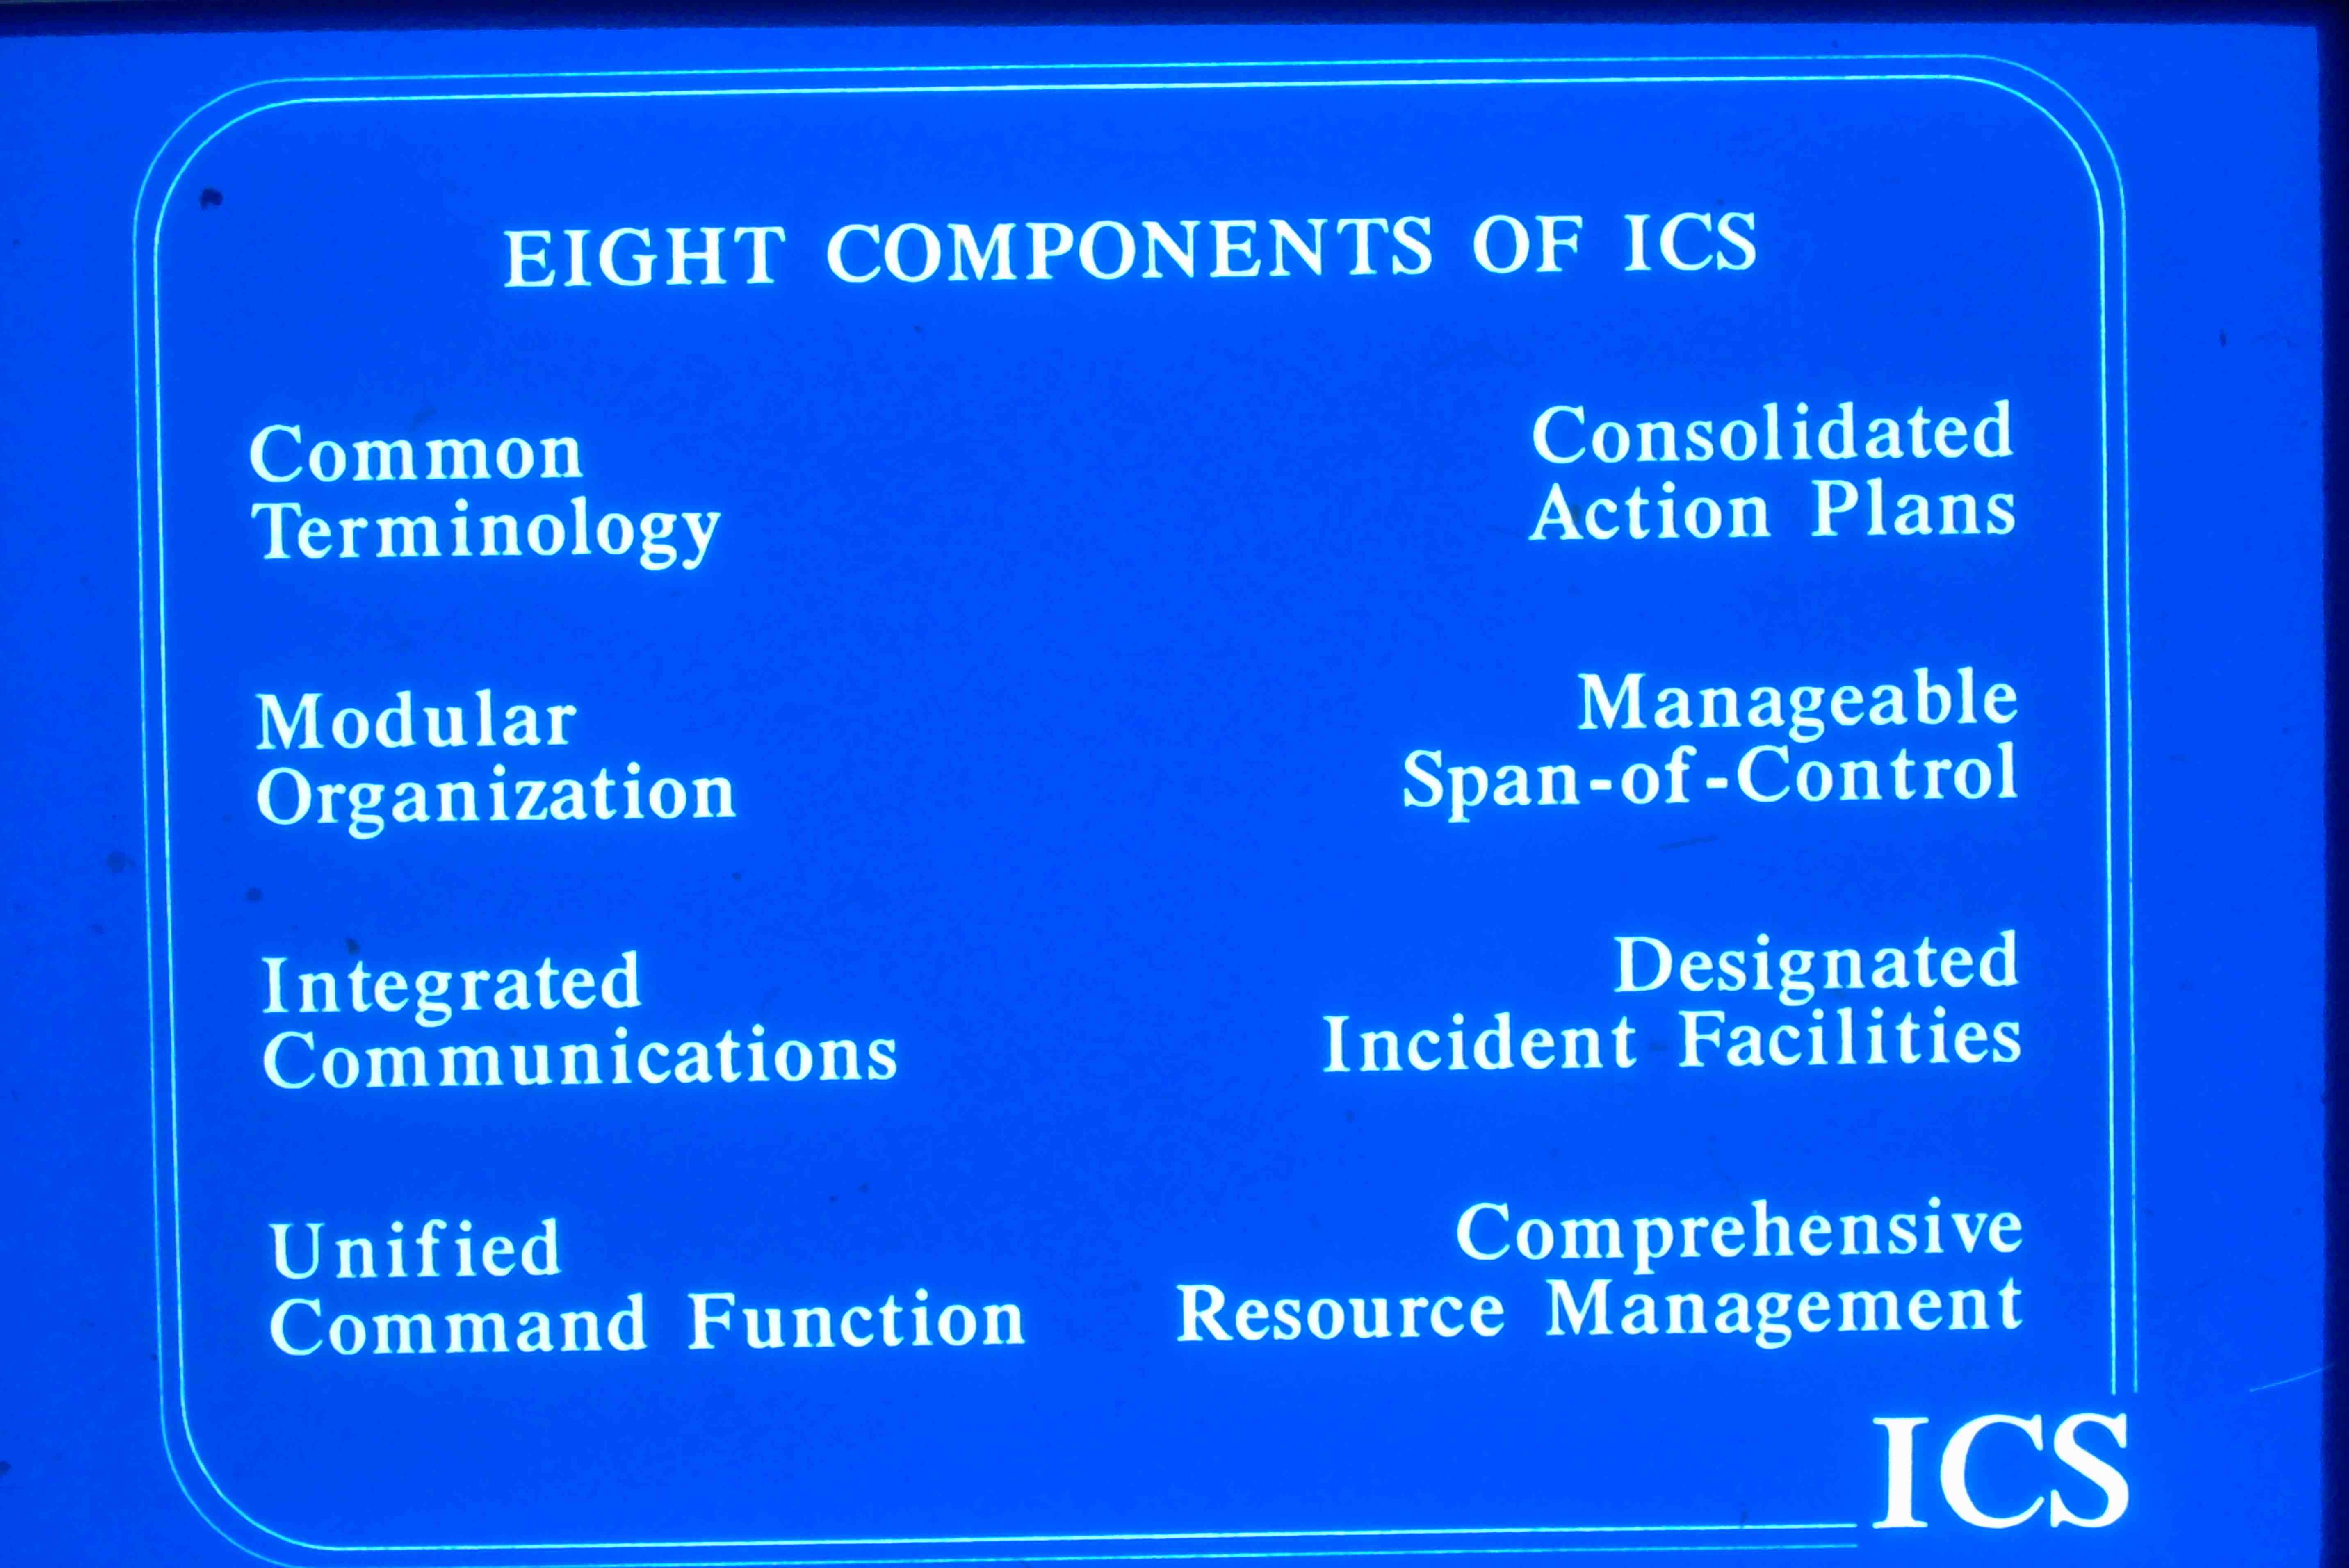 EIGHT COMPONENTS OF ICS
Common
Terminology
Modular
Organization
Integrated
Communications
Unified
Command Function
Consolidated
Action Plans
Manageable
Span-of-Control
Designated
Incident Facilities
Comprehensive
Resource Management
ICS